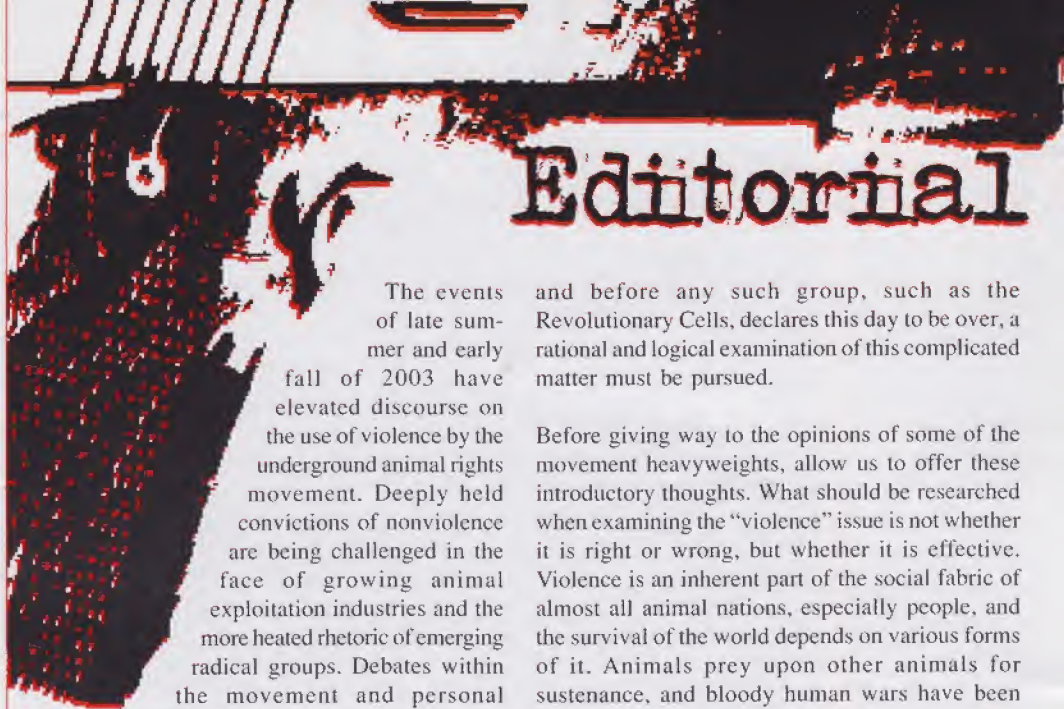 Editorial
The events
of late sum-
mer and early
fall of 2003 have
elevated discourse on
the use of violence by the
underground animal rights
movement. Deeply held
convictions of nonviolence
are being challenged in the
face of growing animal
exploitation industries and the
more heated rhetoric of emerging
radical groups. Debates within
the movement and personal
and before any such group, such as the
Revolutionary Cells, declares this day to be over, a
rational and logical examination of this complicated
matter must be pursued.
Before giving way to the opinions of some of the
movement heavyweights, allow us to offer these
introductory thoughts. What should be researched
when examining the “violence” issue is not whether
it is right or wrong, but whether it is effective.
Violence is an inherent part of the social fabric of
almost all animal nations, especially people, and
the survival of the world depends on various forms
of it. Animals prey upon other animals for
sustenance, and bloody human wars have been